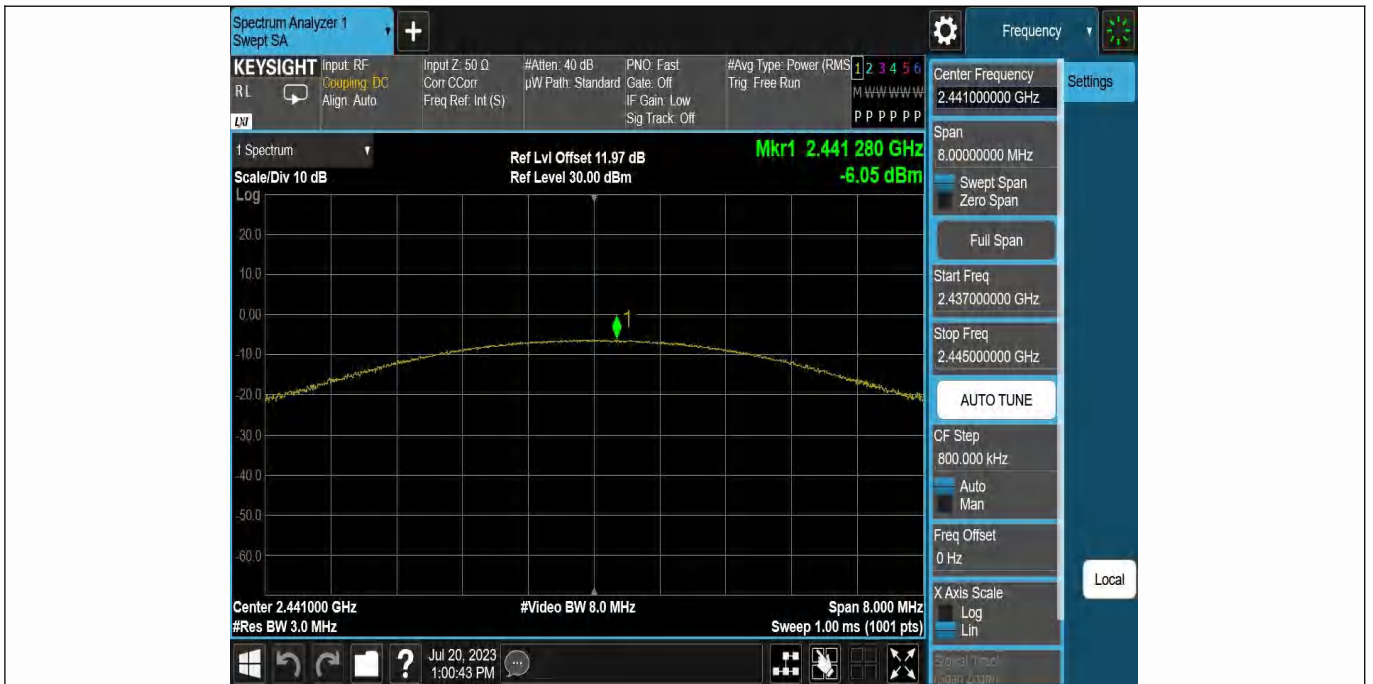 Spectrum Analyzer 1
Swept SA
+
Frequency
KEYSIGHT
RL
LXI
Input: RF
Coupling: DC
Align: Auto
Input Z: 50 Ω
Corr CCorr
Freq Ref: Int (S)
#Atten: 40 dB
µW Path: Standard
PNO: Fast
Gate: Off
IF Gain: Low
Sig Track: Off
#Avg Type: Power (RMS
Trig: Free Run
1 2 3 4 5 6
M W W W W W
P P P P P P
1 Spectrum
Scale/Div 10 dB
Log
Ref Lvl Offset 11.97 dB
Ref Level 30.00 dBm
Mkr1 2.441 280 GHz
-6.05 dBm
20.0
10.0
0.00
-10.0
-20.0
-30.0
-40.0
-50.0
-60.0
1
Center 2.441000 GHz
#Res BW 3.0 MHz
#Video BW 8.0 MHz
Span 8.000 MHz
Sweep 1.00 ms (1001 pts)
Center Frequency
2.441000000 GHz
Settings
Span
8.00000000 MHz
Swept Span
Zero Span
Full Span
Start Freq
2.437000000 GHz
Stop Freq
2.445000000 GHz
AUTO TUNE
CF Step
800.000 kHz
Auto
Man
Freq Offset
0 Hz
X Axis Scale
Log
Lin
Signal Track
(Span Zoom)
Local
?
Jul 20, 2023
1:00:43 PM